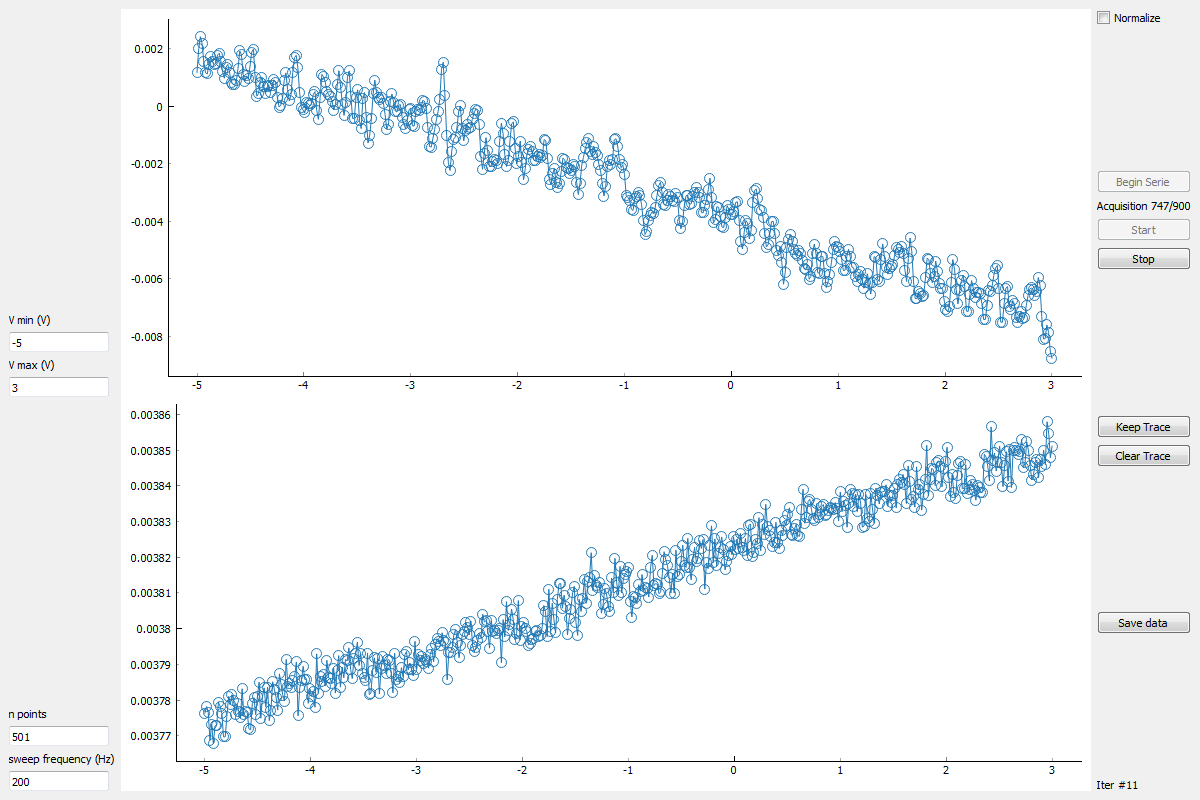 Normalize
0.002
0
-0.002
-0.004
-0.006
-0.008
-5
-4
-3
-2
-1
0
1
2
3
Begin Serie
Acquisition 747/900
Start
Stop
V min (V)
-5
V max (V)
3
0.00386
0.00385
0.00384
0.00383
0.00382
0.00381
0.0038
0.00379
0.00378
0.00377
-5
-4
-3
-2
-1
0
1
2
3
Keep Trace
Clear Trace
Save data
n points
501
sweep frequency (Hz)
200
Iter #11